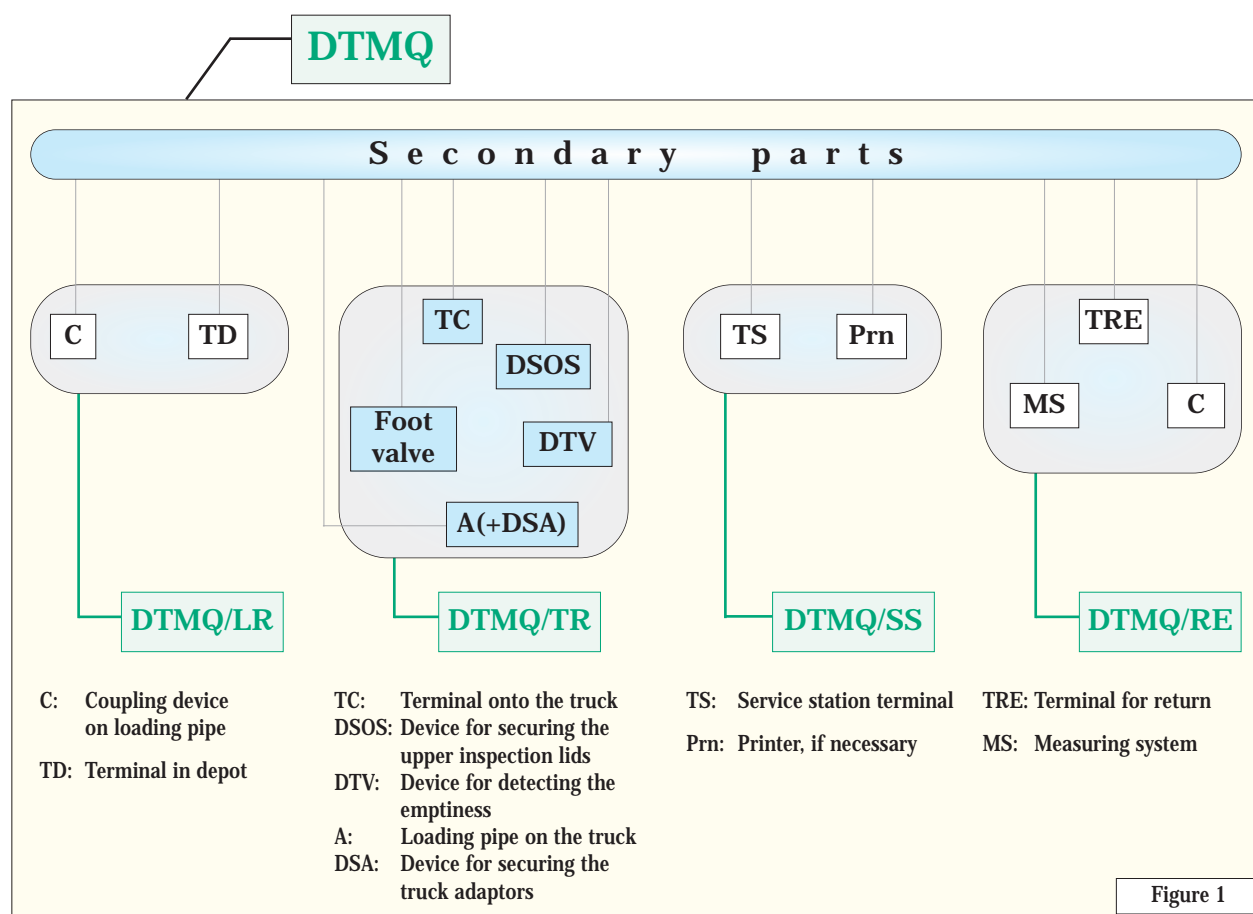 DTMQ
Secondary parts
C
TD
TC
DSOS
Foot
valve
DTV
A(+DSA)
TS
Prn
TRE
MS
C
DTMQ/LR
DTMQ/TR
DTMQ/SS
DTMQ/RE
C: Coupling device
on loading pipe
TD: Terminal in depot
TC: Terminal onto the truck
DSOS: Device for securing the
upper inspection lids
DTV: Device for detecting the
emptiness
A: Loading pipe on the truck
DSA: Device for securing the
truck adaptors
TS: Service station terminal
Prn: Printer, if necessary
TRE: Terminal for return
MS: Measuring system
Figure 1